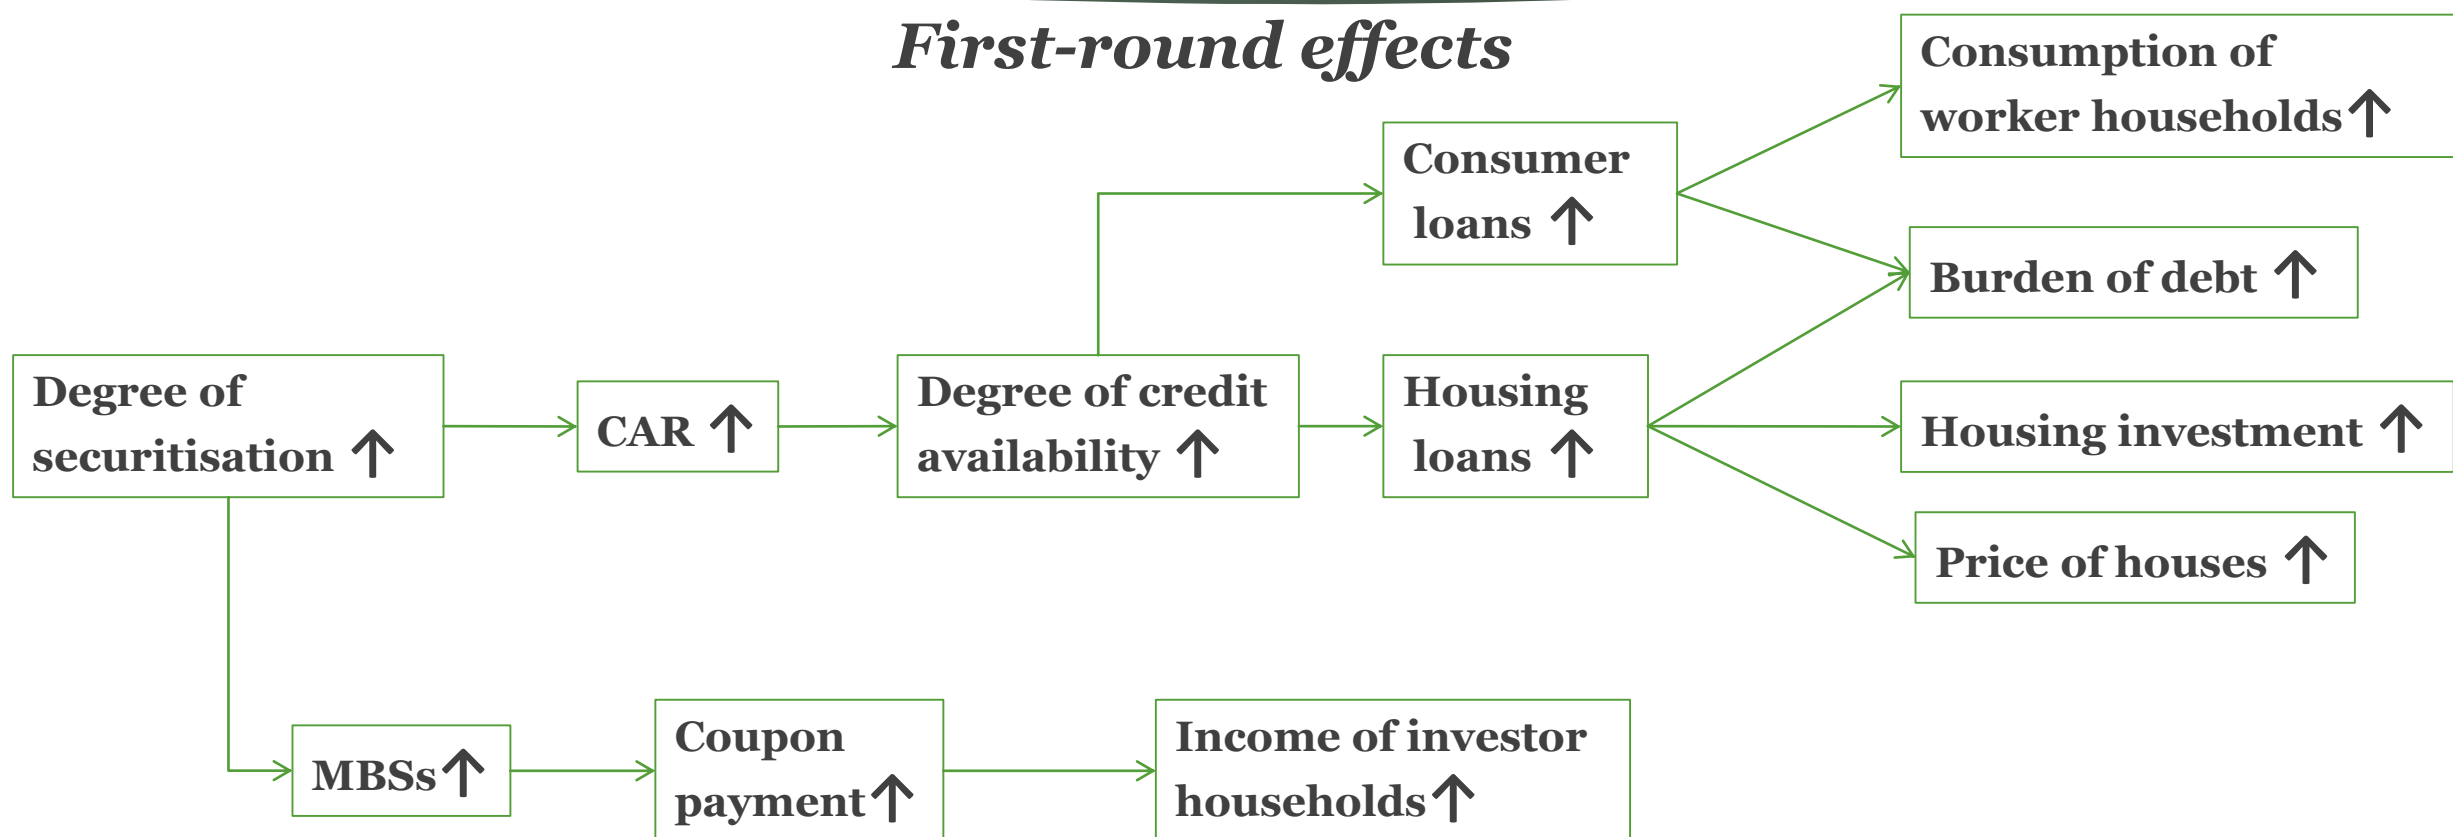 First-round effects
Consumption of
worker households↑
Consumer
loans ↑
Burden of debt ↑
Degree of
securitisation ↑
CAR ↑
Degree of credit
availability ↑
Housing
loans ↑
Housing investment ↑
Price of houses ↑
MBSs↑
Coupon
payment↑
Income of investor
households↑